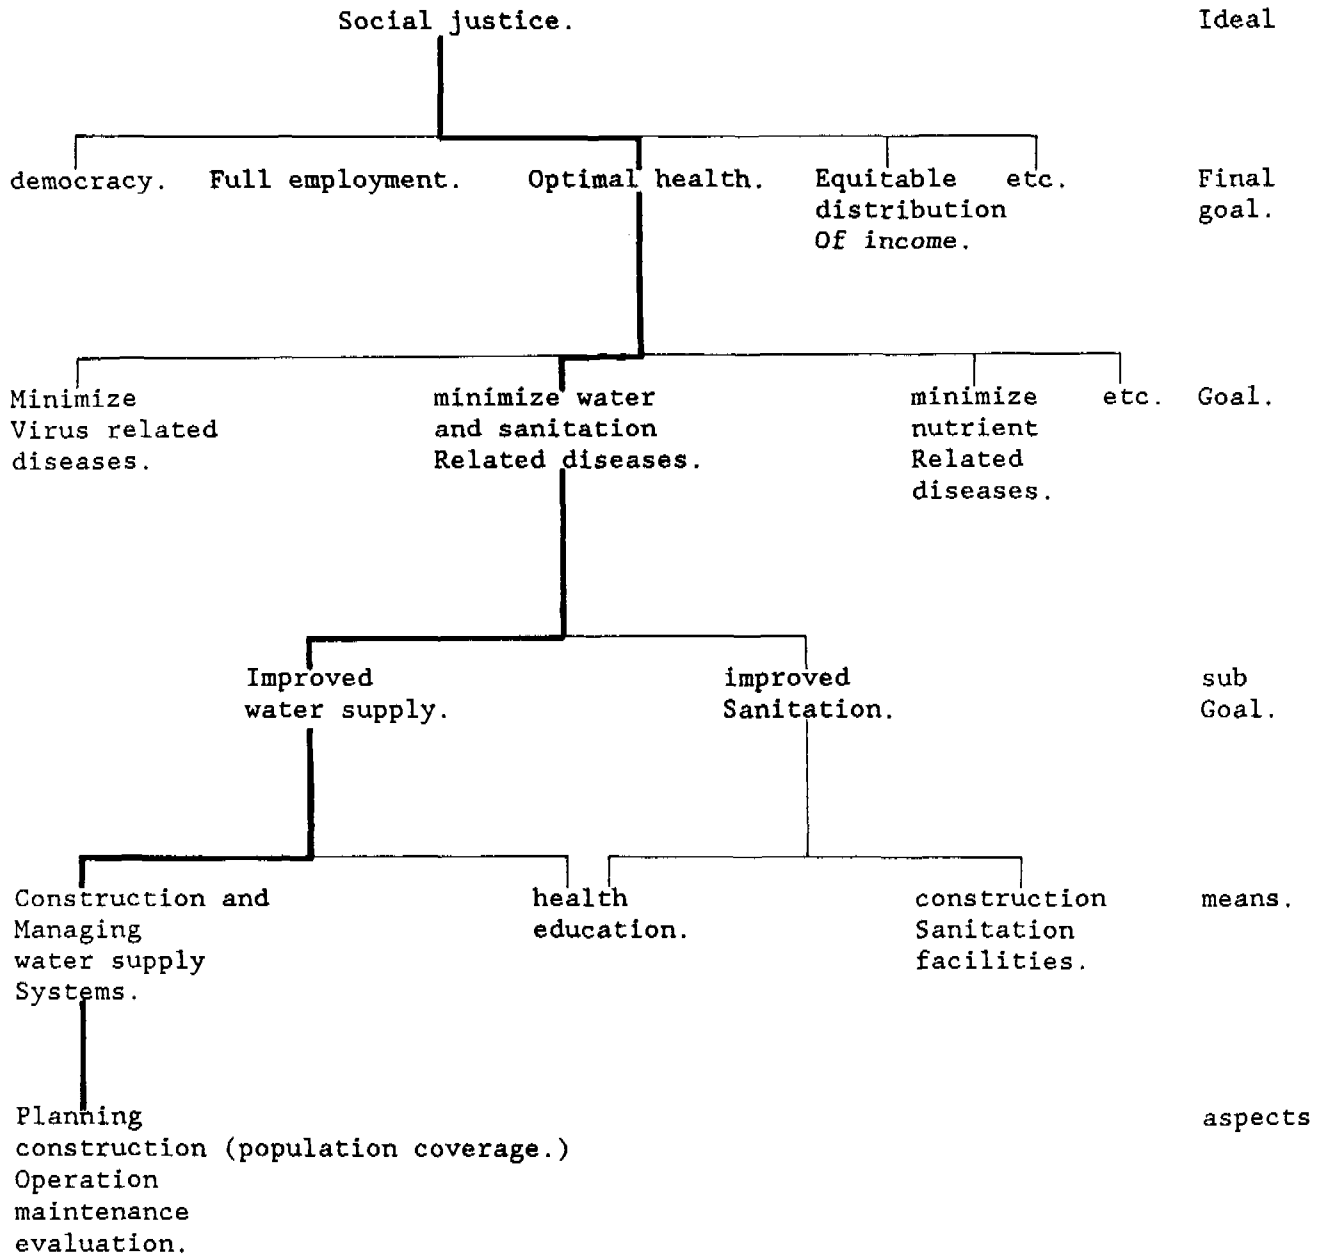 Social justice. Ideal
democracy. Full employment. Optimal health. Equitable etc. Final
distribution goal.
Of income.
Minimize minimize water minimize etc. Goal.
Virus related and sanitation nutrient
diseases. Related diseases. Related
diseases.
Improved improved sub
water supply. Sanitation. Goal.
Construction and health construction means.
Managing education. Sanitation
water supply facilities.
Systems.
Planning aspects
construction (population coverage.)
Operation
maintenance
evaluation.